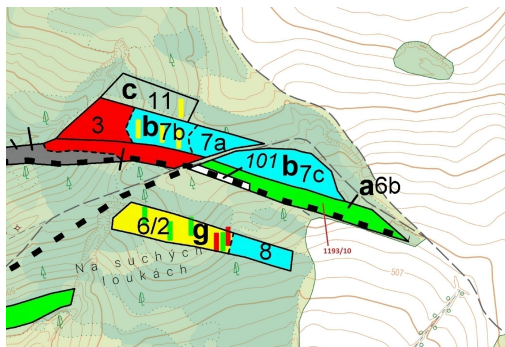 c 11
3
b7b
7a
101 b7c
a6b
6/2 g
8
1193/10
Na suchých
loukách
507